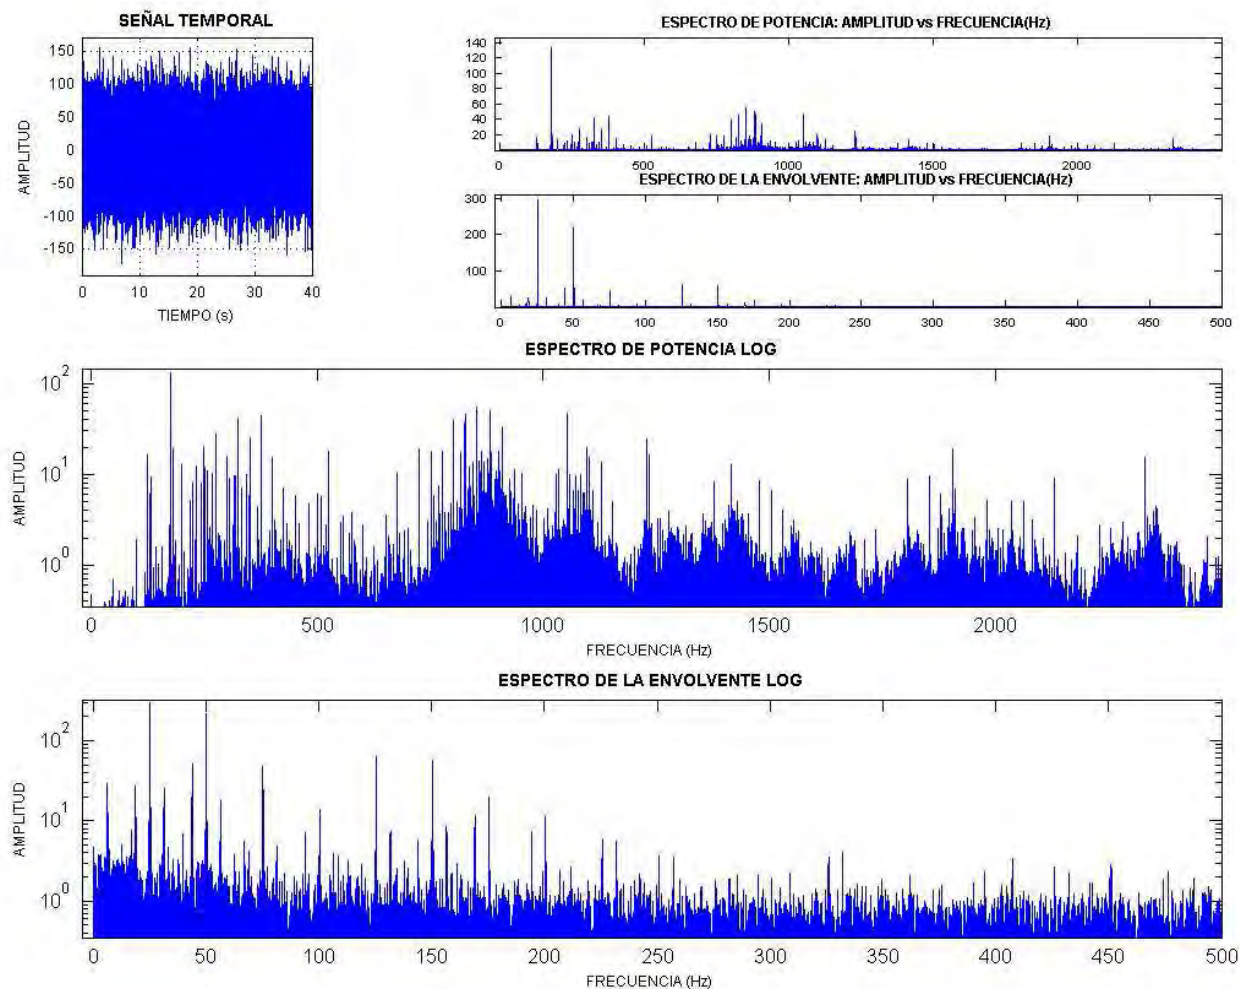 SEÑAL TEMPORAL
AMPLITUD
150
100
50
0
-50
-100
-150
0 10 20 30 40
TIEMPO (s)
ESPECTRO DE POTENCIA: AMPLITUD vs FRECUENCIA(Hz)
140
120
100
80
60
40
20
0 500 1000 1500 2000
ESPECTRO DE LA ENVOLVENTE: AMPLITUD vs FRECUENCIA(Hz)
300
200
100
0 50 100 150 200 250 300 350 400 450 500
ESPECTRO DE POTENCIA LOG
AMPLITUD
10^2
10^1
10^0
0 500 1000 1500 2000
FRECUENCIA (Hz)
ESPECTRO DE LA ENVOLVENTE LOG
AMPLITUD
10^2
10^1
10^0
0 50 100 150 200 250 300 350 400 450 500
FRECUENCIA (Hz)